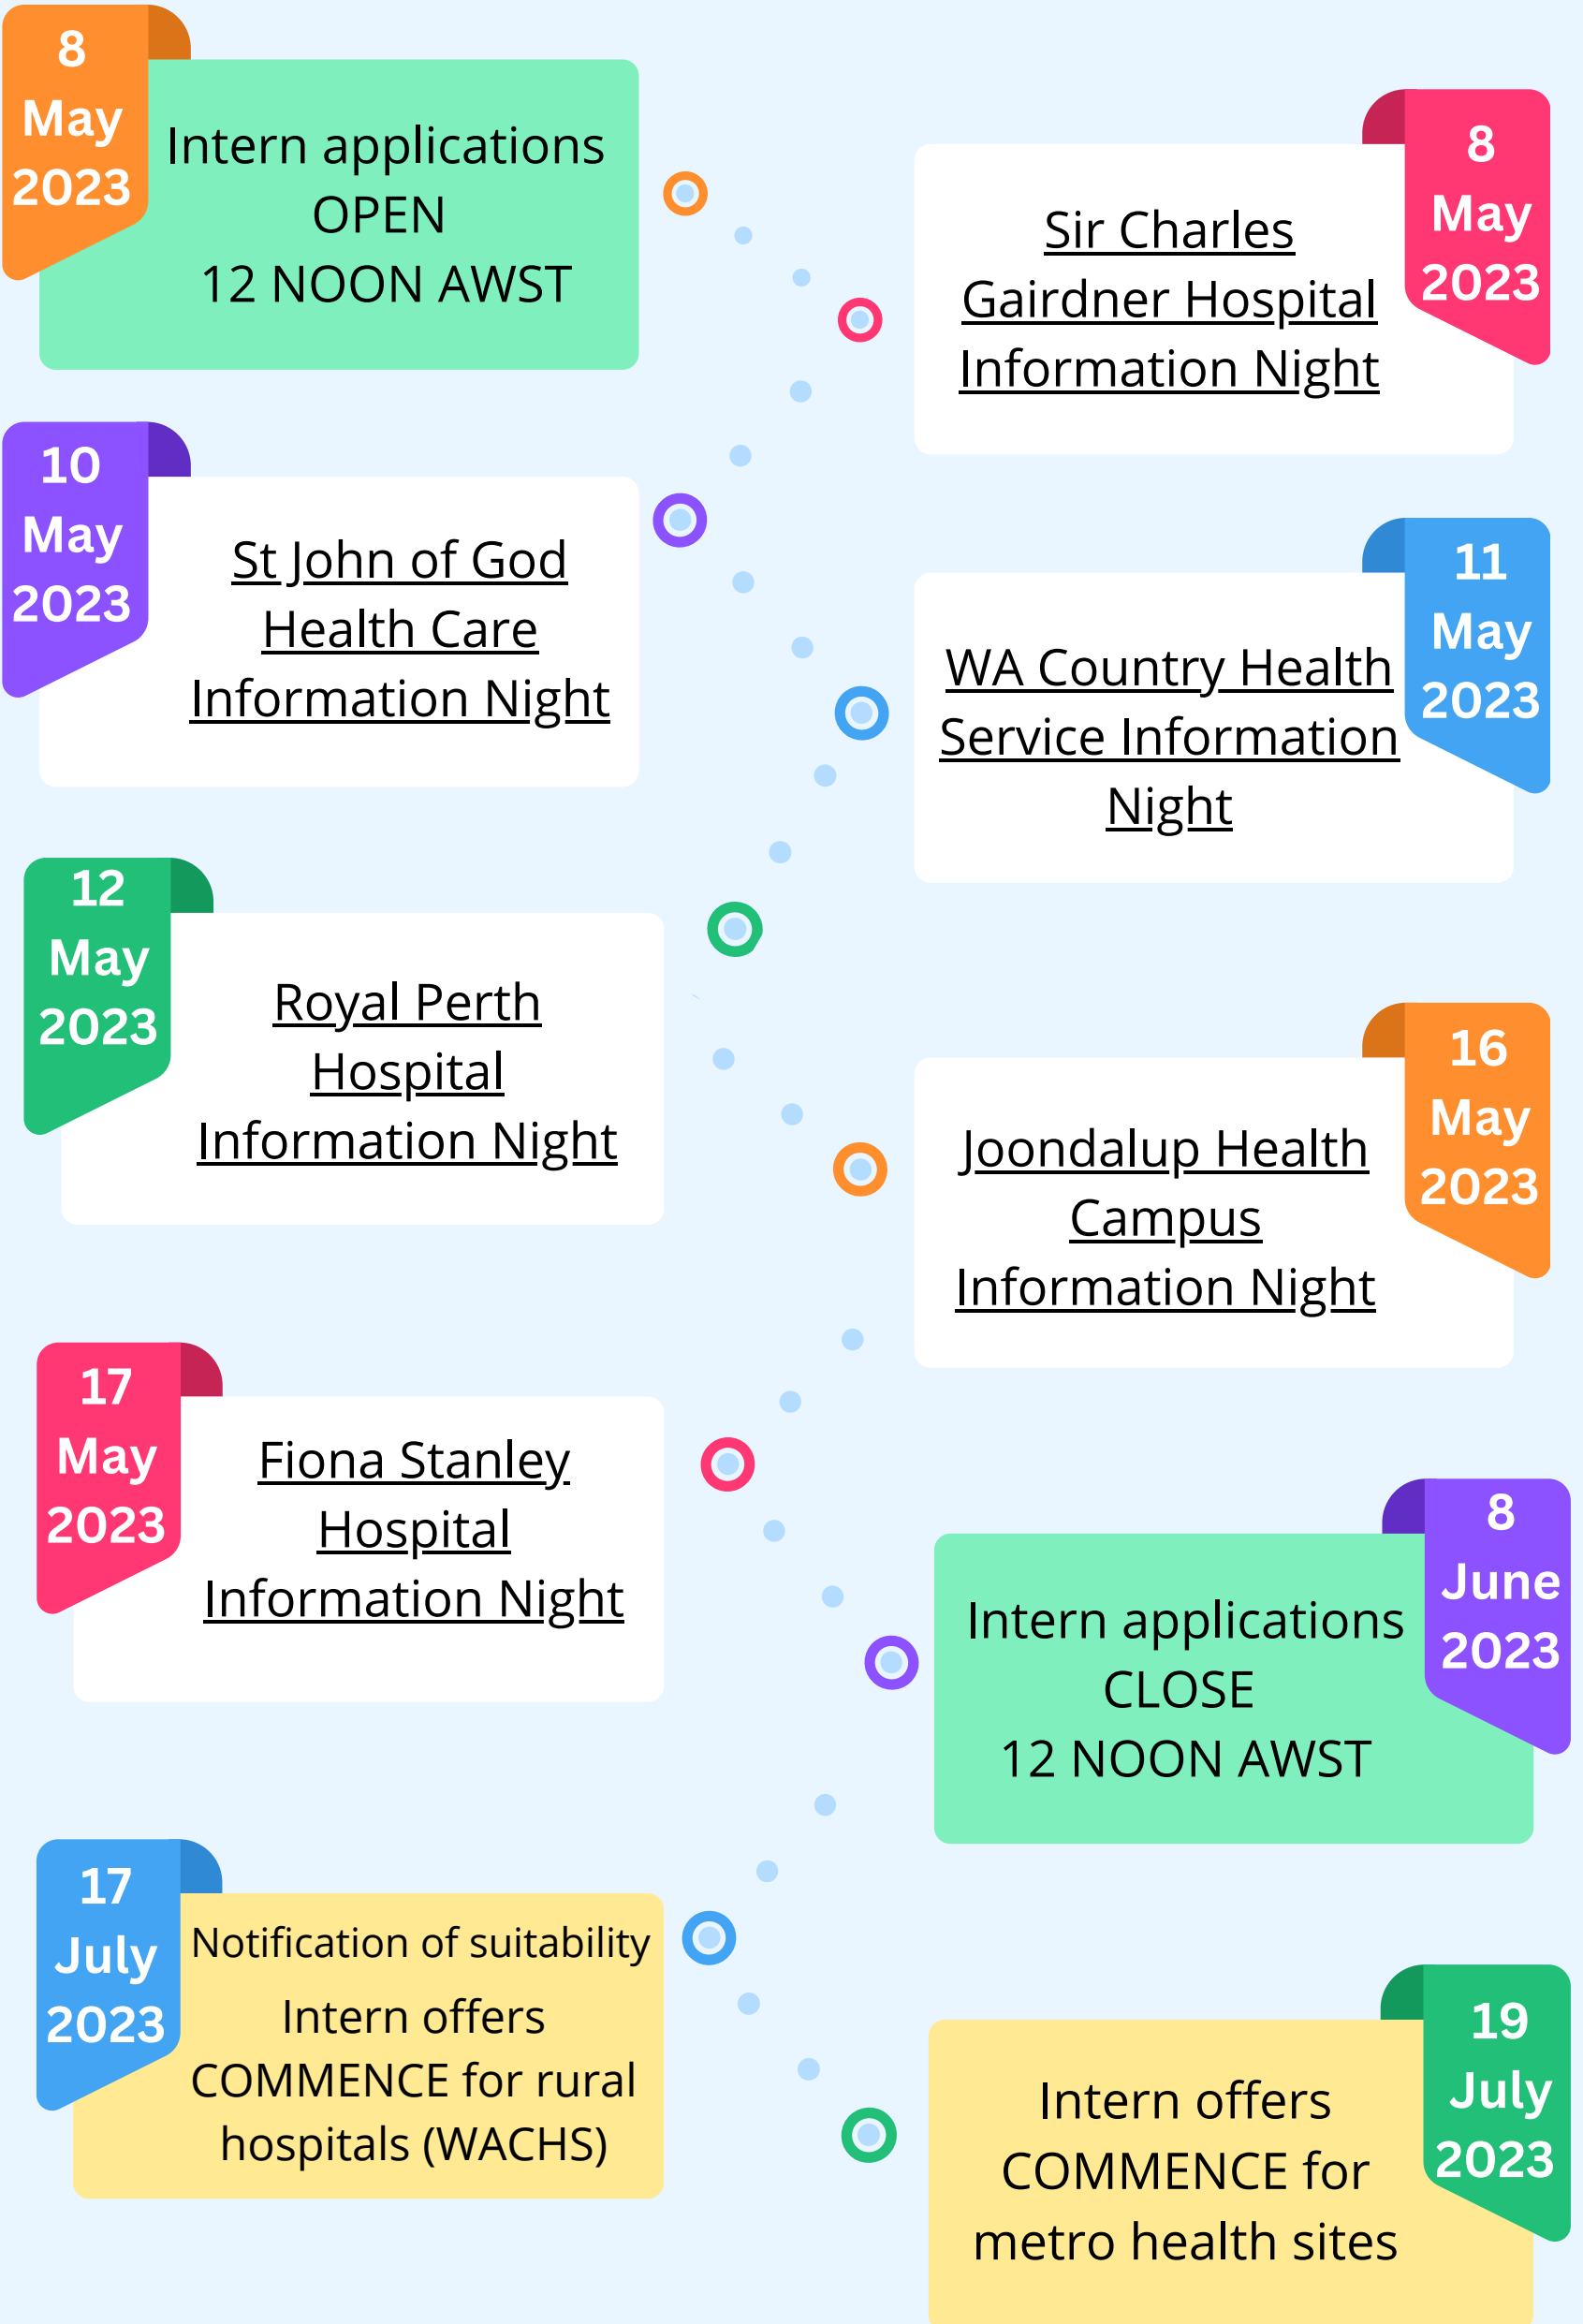 8
May
2023
Intern applications
OPEN
12 NOON AWST
8
May
2023
Sir Charles
Gairdner Hospital
Information Night
10
May
2023
St John of God
Health Care
Information Night
11
May
2023
WA Country Health
Service Information
Night
12
May
2023
Royal Perth
Hospital
Information Night
16
May
2023
Joondalup Health
Campus
Information Night
17
May
2023
Fiona Stanley
Hospital
Information Night
8
June
2023
Intern applications
CLOSE
12 NOON AWST
17
July
2023
Notification of suitability
Intern offers
COMMENCE for rural
hospitals (WACHS)
19
July
2023
Intern offers
COMMENCE for
metro health sites